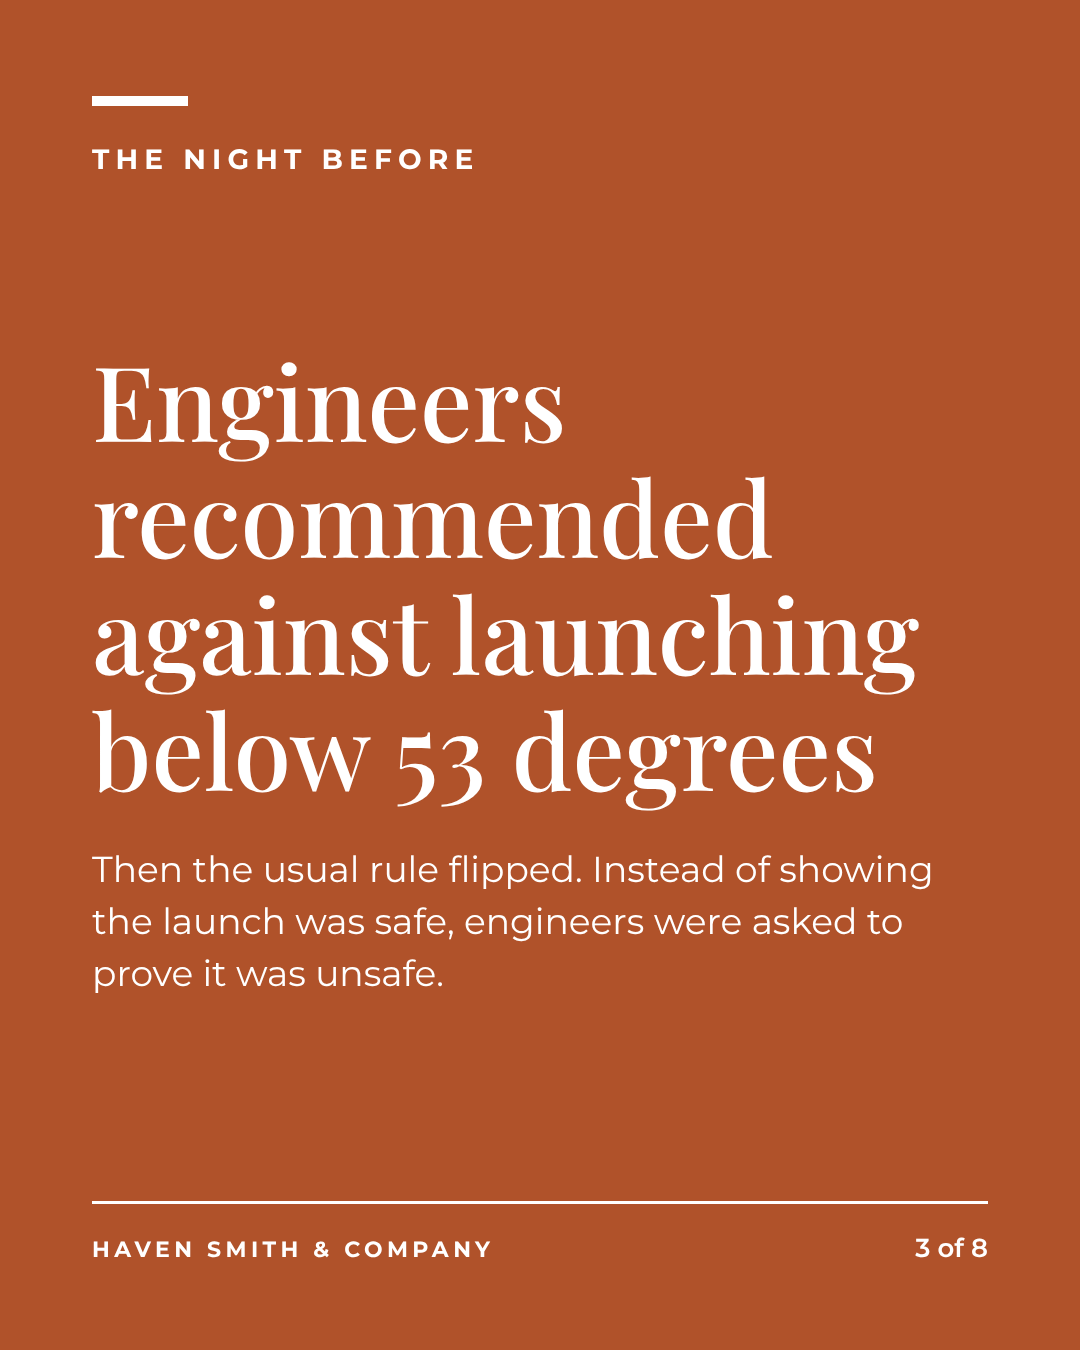 THE NIGHT BEFORE
Engineers
recommended
against launching
below 53 degrees
Then the usual rule flipped. Instead of showing
the launch was safe, engineers were asked to
prove it was unsafe.
HAVEN SMITH & COMPANY
3 of 8